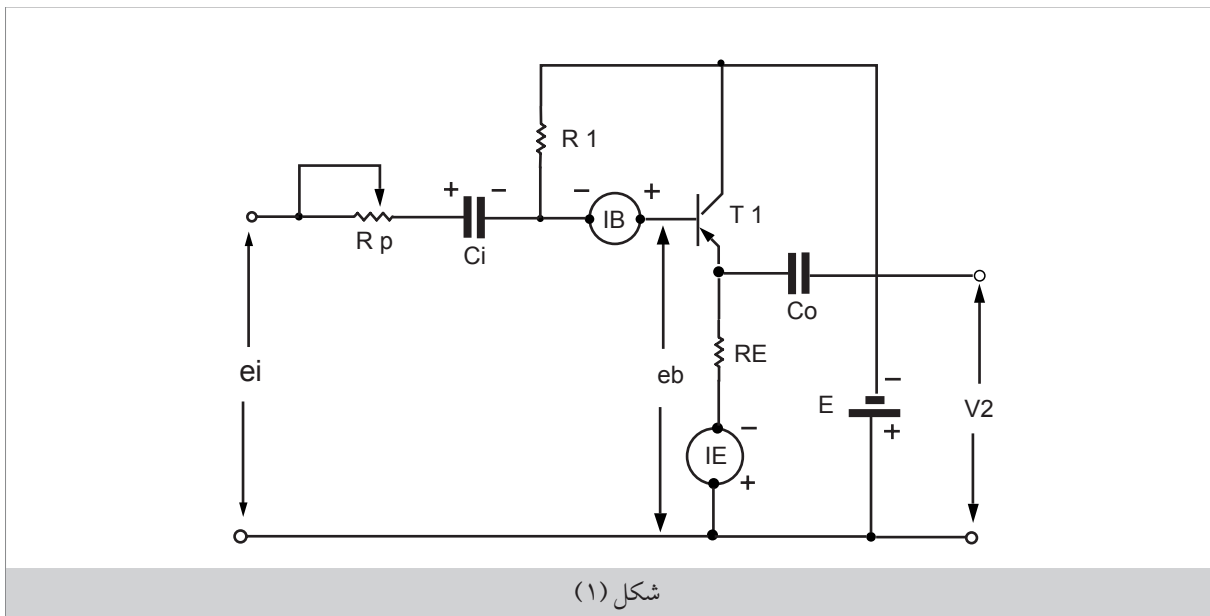 R 1
+ −
− +
IB
T 1
R p
Ci
Co
ei
eb
RE
E
−
+
V2
−
IE
+
شكل (١)